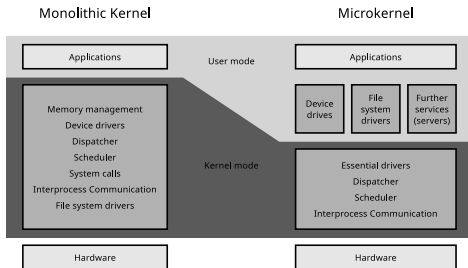 Monolithic Kernel
Microkernel
Applications
User mode
Applications
Device
drives
File
system
drivers
Further
services
(servers)
Memory management
Device drivers
Dispatcher
Scheduler
System calls
Interprocess Communication
File system drivers
Kernel mode
Essential drivers
Dispatcher
Scheduler
Interprocess Communication
Hardware
Hardware